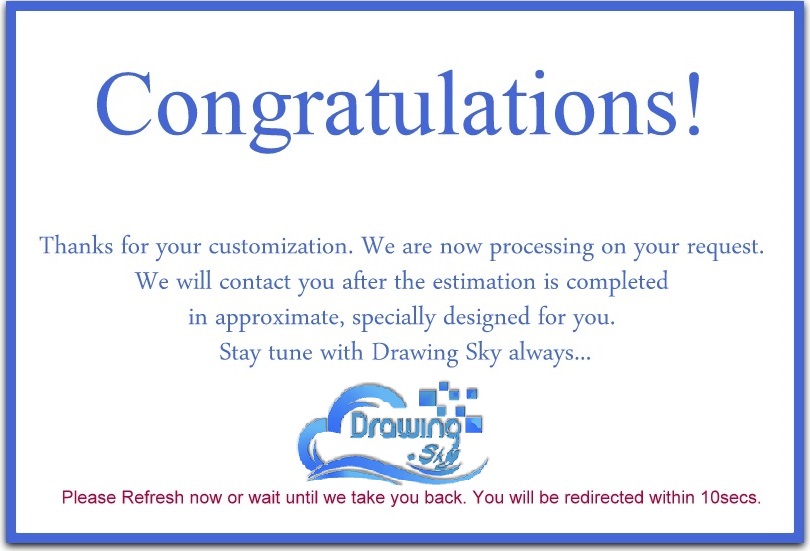 Congratulations!
Thanks for your customization. We are now processing on your request.
We will contact you after the estimation is completed
in approximate, specially designed for you.
Stay tune with Drawing Sky always...
Drawing
Sky
Please Refresh now or wait until we take you back. You will be redirected within 10secs.